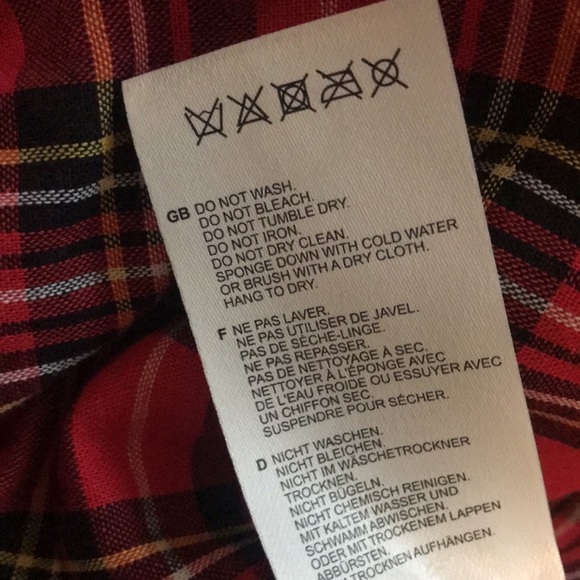 GB DO NOT WASH.
DO NOT BLEACH.
DO NOT TUMBLE DRY.
DO NOT IRON.
DO NOT DRY CLEAN.
SPONGE DOWN WITH COLD WATER
OR BRUSH WITH A DRY CLOTH.
HANG TO DRY.
F NE PAS LAVER.
NE PAS UTILISER DE JAVEL.
PAS DE SÈCHE-LINGE.
NE PAS REPASSER.
PAS DE NETTOYAGE À SEC.
NETTOYER À L'ÉPONGE AVEC
DE L'EAU FROIDE OU ESSUYER AVEC
UN CHIFFON SEC.
SUSPENDRE POUR SÉCHER.
D NICHT WASCHEN.
NICHT BLEICHEN.
NICHT IM WÄSCHETROCKNER
TROCKNEN.
NICHT BÜGELN.
NICHT CHEMISCH REINIGEN.
MIT KALTEM WASSER UND
SCHWAMM ABWISCHEN.
ODER MIT TROCKENEM LAPPEN
ABBÜRSTEN.
TROCKNEN AUFHÄNGEN.